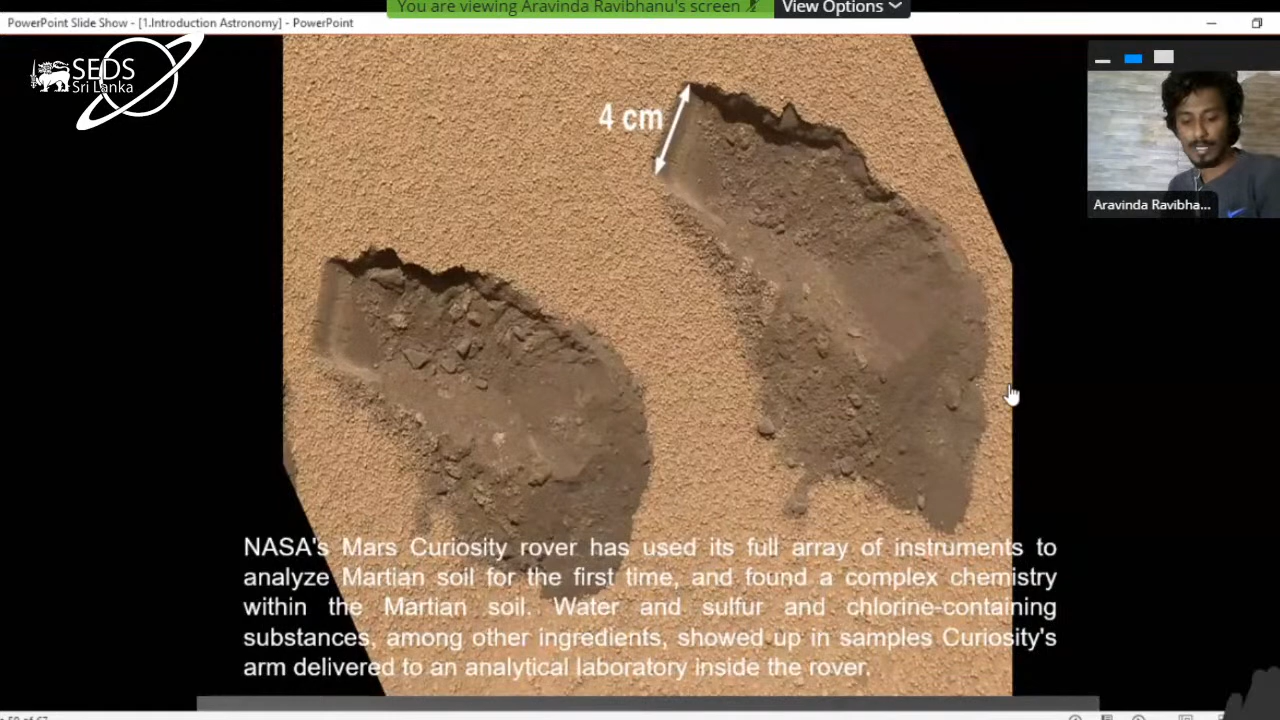 You are viewing Aravinda Ravibhanu's screen
View Options
PowerPoint Slide Show - [1.Introduction Astronomy] - PowerPoint
SEDS
Sri Lanka
4 cm
Aravinda Ravibha...
NASA's Mars Curiosity rover has used its full array of instruments to
analyze Martian soil for the first time, and found a complex chemistry
within the Martian soil. Water and sulfur and chlorine-containing
substances, among other ingredients, showed up in samples Curiosity's
arm delivered to an analytical laboratory inside the rover.